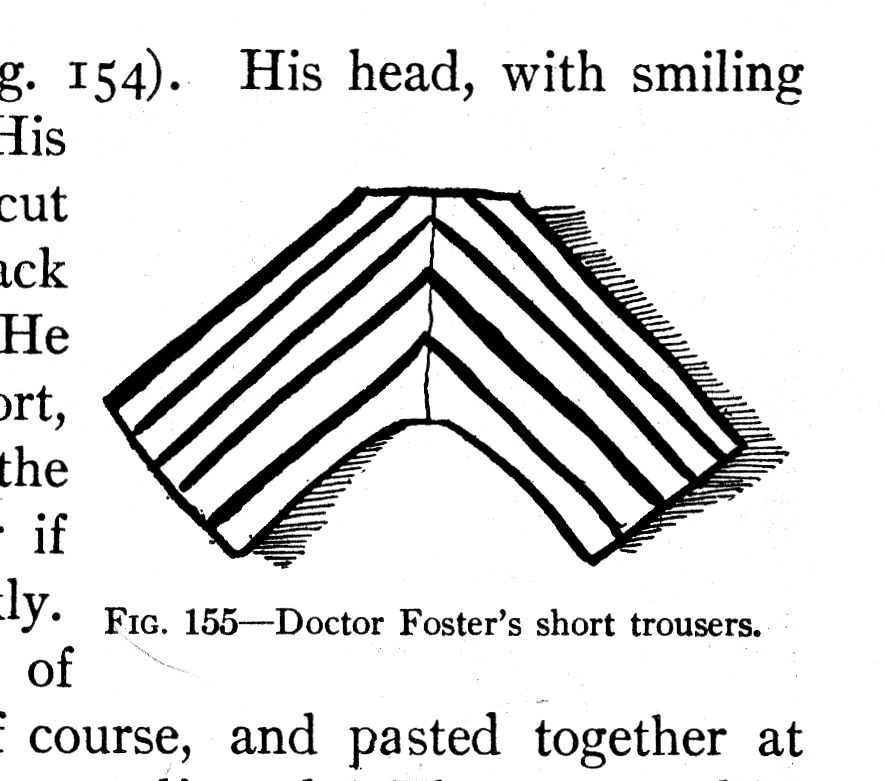 g. 154). His head, with smiling
His
cut
ack
He
ort,
the
if
kly.
of
FIG. 155—Doctor Foster's short trousers.
f course, and pasted together at